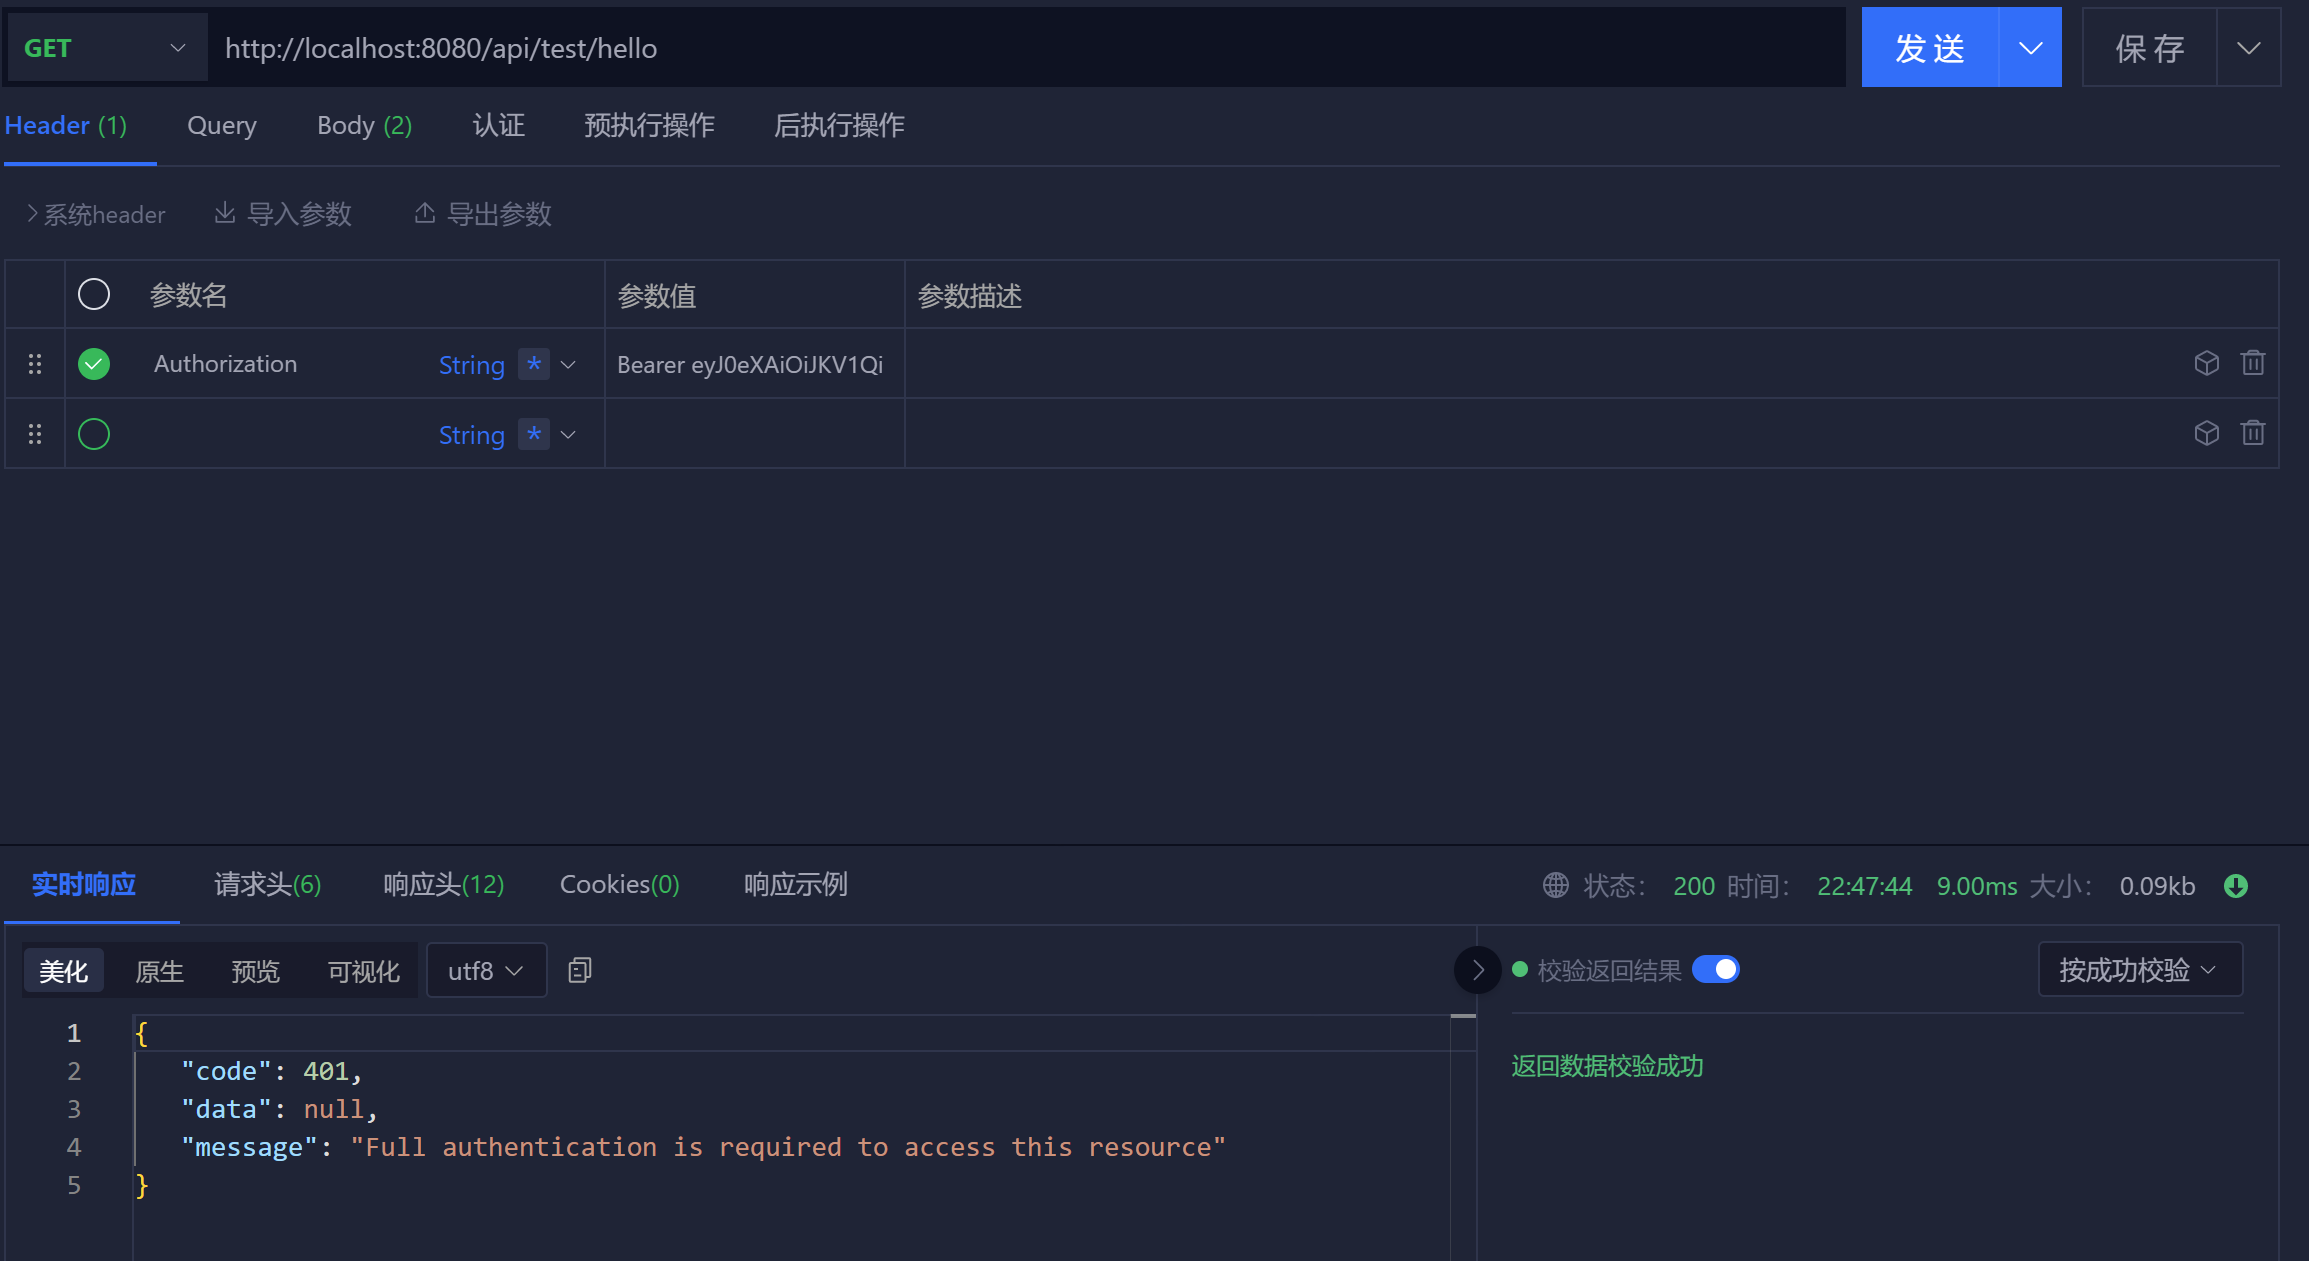 GET http://localhost:8080/api/test/hello 发送 保存
Header (1) Query Body (2) 认证 预执行操作 后执行操作
系统header 导入参数 导出参数
参数名 参数值 参数描述
Authorization String * Bearer eyJ0eXAiOiJKV1Qi
String *
实时响应 请求头(6) 响应头(12) Cookies(0) 响应示例 状态： 200 时间： 22:47:44 9.00ms 大小： 0.09kb
美化 原生 预览 可视化 utf8 校验返回结果 按成功校验
1 {
2 "code": 401,
3 "data": null,
4 "message": "Full authentication is required to access this resource"
5 }
返回数据校验成功